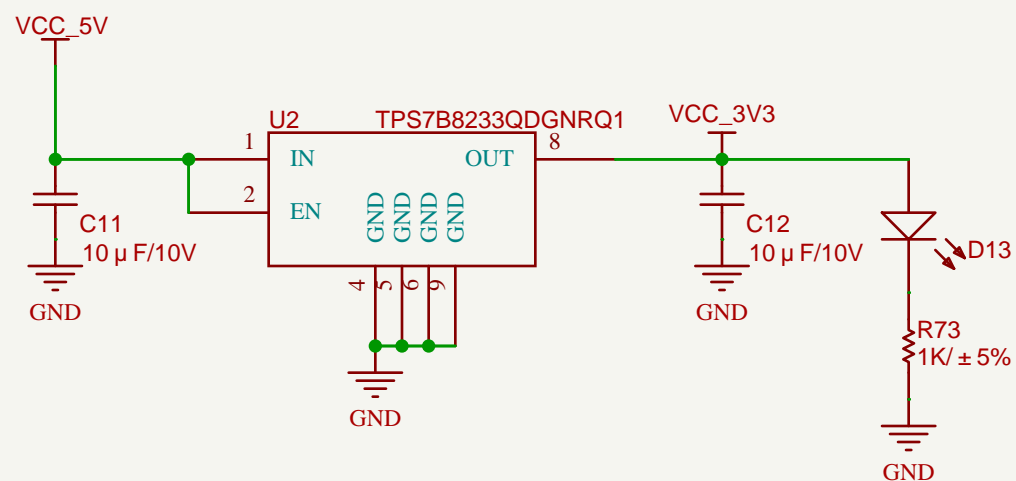 VCC_5V
U2
TPS7B8233QDGNRQ1
VCC_3V3
1
IN
OUT
8
2
EN
GND
GND
GND
GND
C11
10 µ F/10V
C12
10 µ F/10V
D13
4
5
6
9
GND
GND
R73
1K/ ± 5%
GND
GND